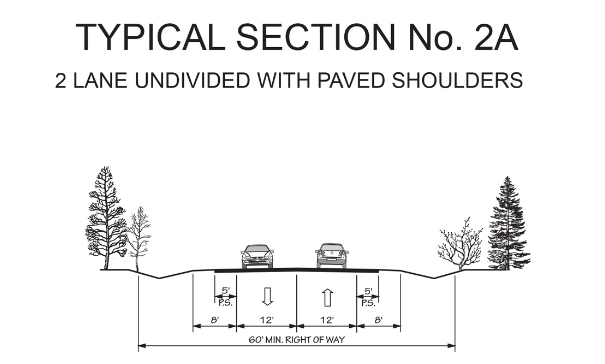 TYPICAL SECTION No. 2A
2 LANE UNDIVIDED WITH PAVED SHOULDERS
5' 5'
P.S. P.S.
8' 12' 12' 8'
60' MIN. RIGHT OF WAY